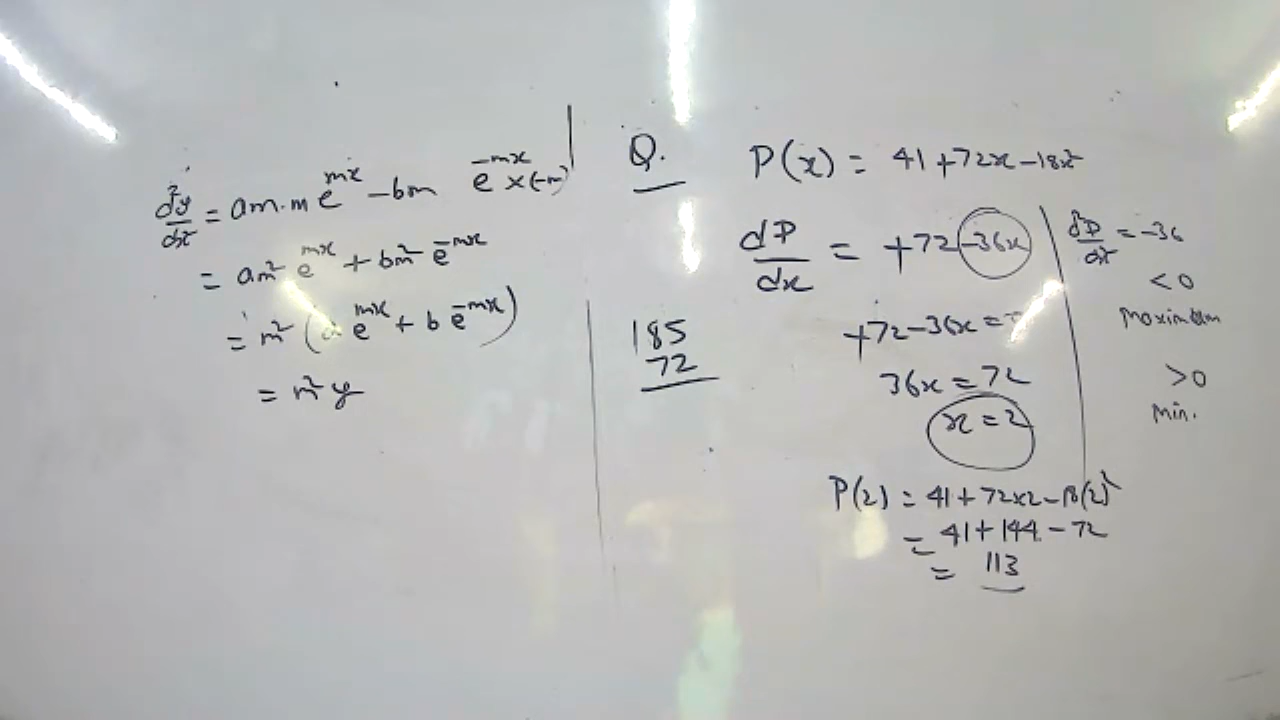 d²y/dx² = am·m e^mx − bm e^−mx × (−m)
= am² e^mx + bm² e^−mx
= m² ( e^mx + b e^−mx)
= m² y
185
72
Q. P(x) = 41 + 72x − 18x²
dP/dx = +72 − 36x
+72 − 36x =
36x = 72
x = 2
P(2) = 41 + 72×2 − 18(2)²
= 41 + 144 − 72
= 113
d²P/dx² = −36
< 0
Maximum
> 0
Min.